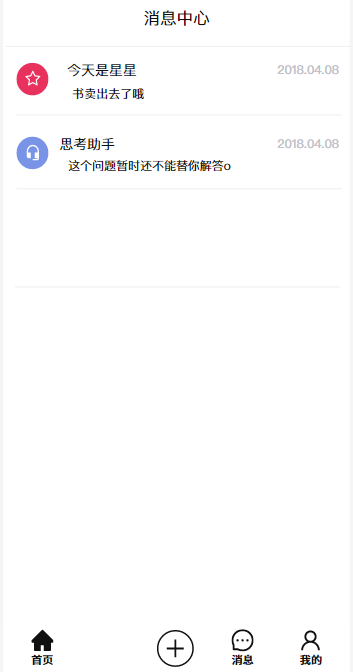 消息中心
今天是星星 2018.04.08
书卖出去了哦
思考助手 2018.04.08
这个问题暂时还不能替你解答o
首页 消息 我的